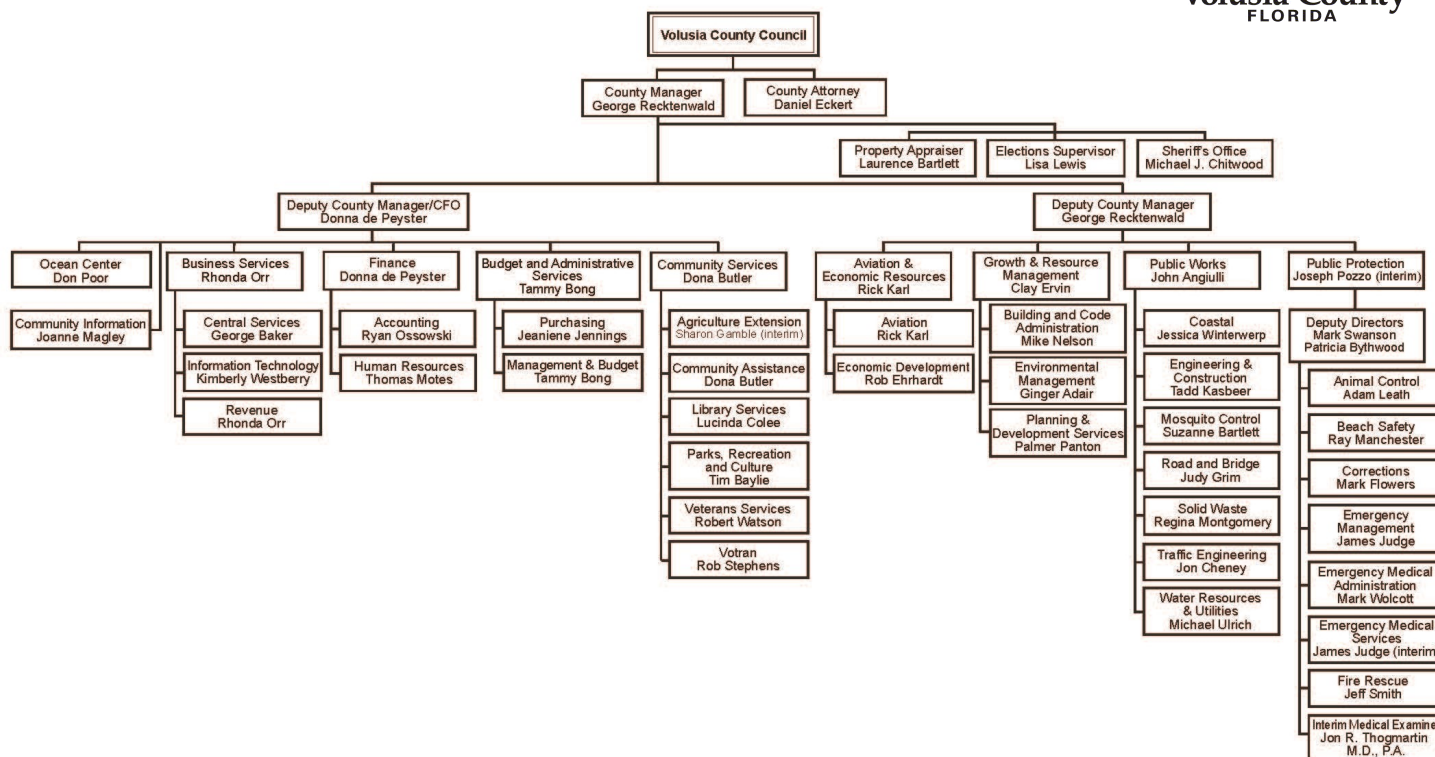 Volusia County
FLORIDA
Volusia County Council
County Manager
George Recktenwald
County Attorney
Daniel Eckert
Property Appraiser
Laurence Bartlett
Elections Supervisor
Lisa Lewis
Sheriff's Office
Michael J. Chitwood
Deputy County Manager/CFO
Donna de Peyster
Deputy County Manager
George Recktenwald
Ocean Center
Don Poor
Community Information
Joanne Magley
Business Services
Rhonda Orr
Central Services
George Baker
Information Technology
Kimberly Westberry
Revenue
Rhonda Orr
Finance
Donna de Peyster
Accounting
Ryan Ossowski
Human Resources
Thomas Motes
Budget and Administrative
Services
Tammy Bong
Purchasing
Jeaniene Jennings
Management & Budget
Tammy Bong
Community Services
Dona Butler
Agriculture Extension
Sharon Gamble (interim)
Community Assistance
Dona Butler
Library Services
Lucinda Colee
Parks, Recreation
and Culture
Tim Baylie
Veterans Services
Robert Watson
Votran
Rob Stephens
Aviation &
Economic Resources
Rick Karl
Aviation
Rick Karl
Economic Development
Rob Ehrhardt
Growth & Resource
Management
Clay Ervin
Building and Code
Administration
Mike Nelson
Environmental
Management
Ginger Adair
Planning &
Development Services
Palmer Panton
Public Works
John Angiulli
Coastal
Jessica Winterwerp
Engineering &
Construction
Tadd Kasbeer
Mosquito Control
Suzanne Bartlett
Road and Bridge
Judy Grim
Solid Waste
Regina Montgomery
Traffic Engineering
Jon Cheney
Water Resources
& Utilities
Michael Ulrich
Public Protection
Joseph Pozzo (interim)
Deputy Directors
Mark Swanson
Patricia Bythwood
Animal Control
Adam Leath
Beach Safety
Ray Manchester
Corrections
Mark Flowers
Emergency
Management
James Judge
Emergency Medical
Administration
Mark Wolcott
Emergency Medical
Services
James Judge (interim
Fire Rescue
Jeff Smith
Interim Medical Examine
Jon R. Thogmartin
M.D., P.A.